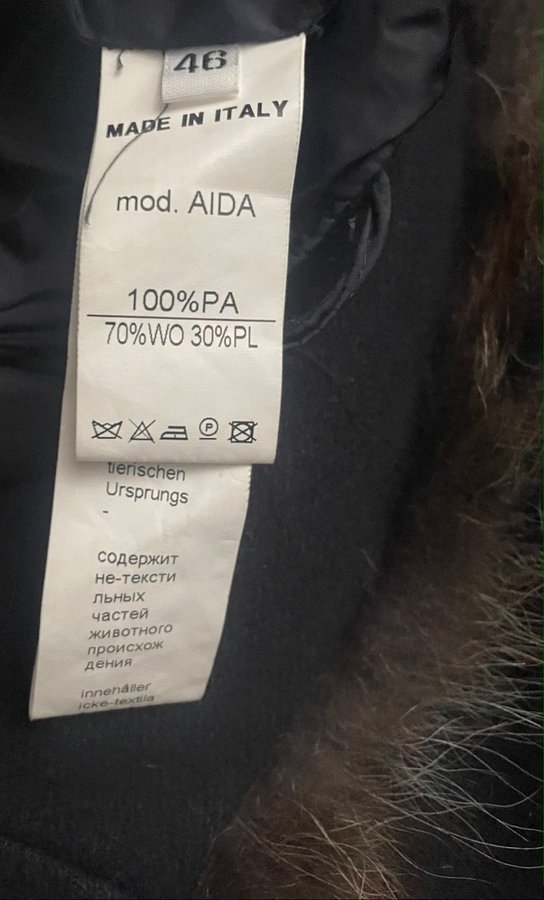 46
MADE IN ITALY
mod. AIDA
100%PA
70%WO 30%PL
P
tierischen
Ursprungs
-
содержит
не-тексти
льных
частей
животного
происхож
дения
innehåller
icke-textila